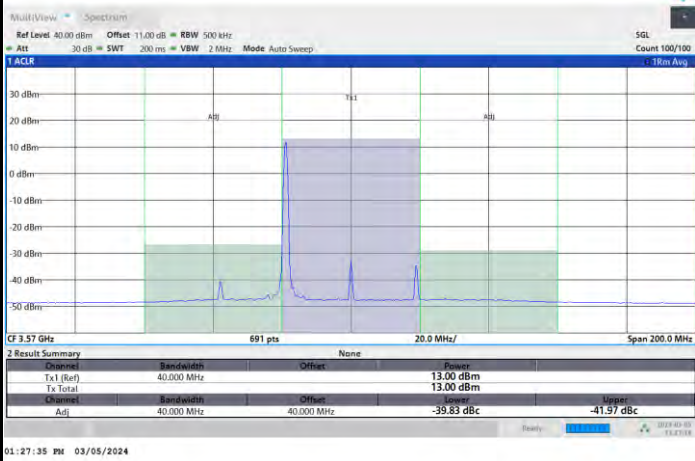 MultiView Spectrum
Ref Level 40.00 dBm Offset 11.00 dB RBW 500 kHz SGL
Att 30 dB SWT 200 ms VBW 2 MHz Mode Auto Sweep Count 100/100
1 ACLR 1Rm Avg
Tx1
30 dBm
Adj Adj
20 dBm
10 dBm
0 dBm
-10 dBm
-20 dBm
-30 dBm
-40 dBm
-50 dBm
CF 3.57 GHz 691 pts 20.0 MHz/ Span 200.0 MHz
2 Result Summary None
Channel Bandwidth Offset Power
Tx1 (Ref) 40.000 MHz 13.00 dBm
Tx Total 13.00 dBm
Channel Bandwidth Offset Lower Upper
Adj 40.000 MHz 40.000 MHz -39.83 dBc -41.97 dBc
Ready
01:27:35 PM 03/05/2024